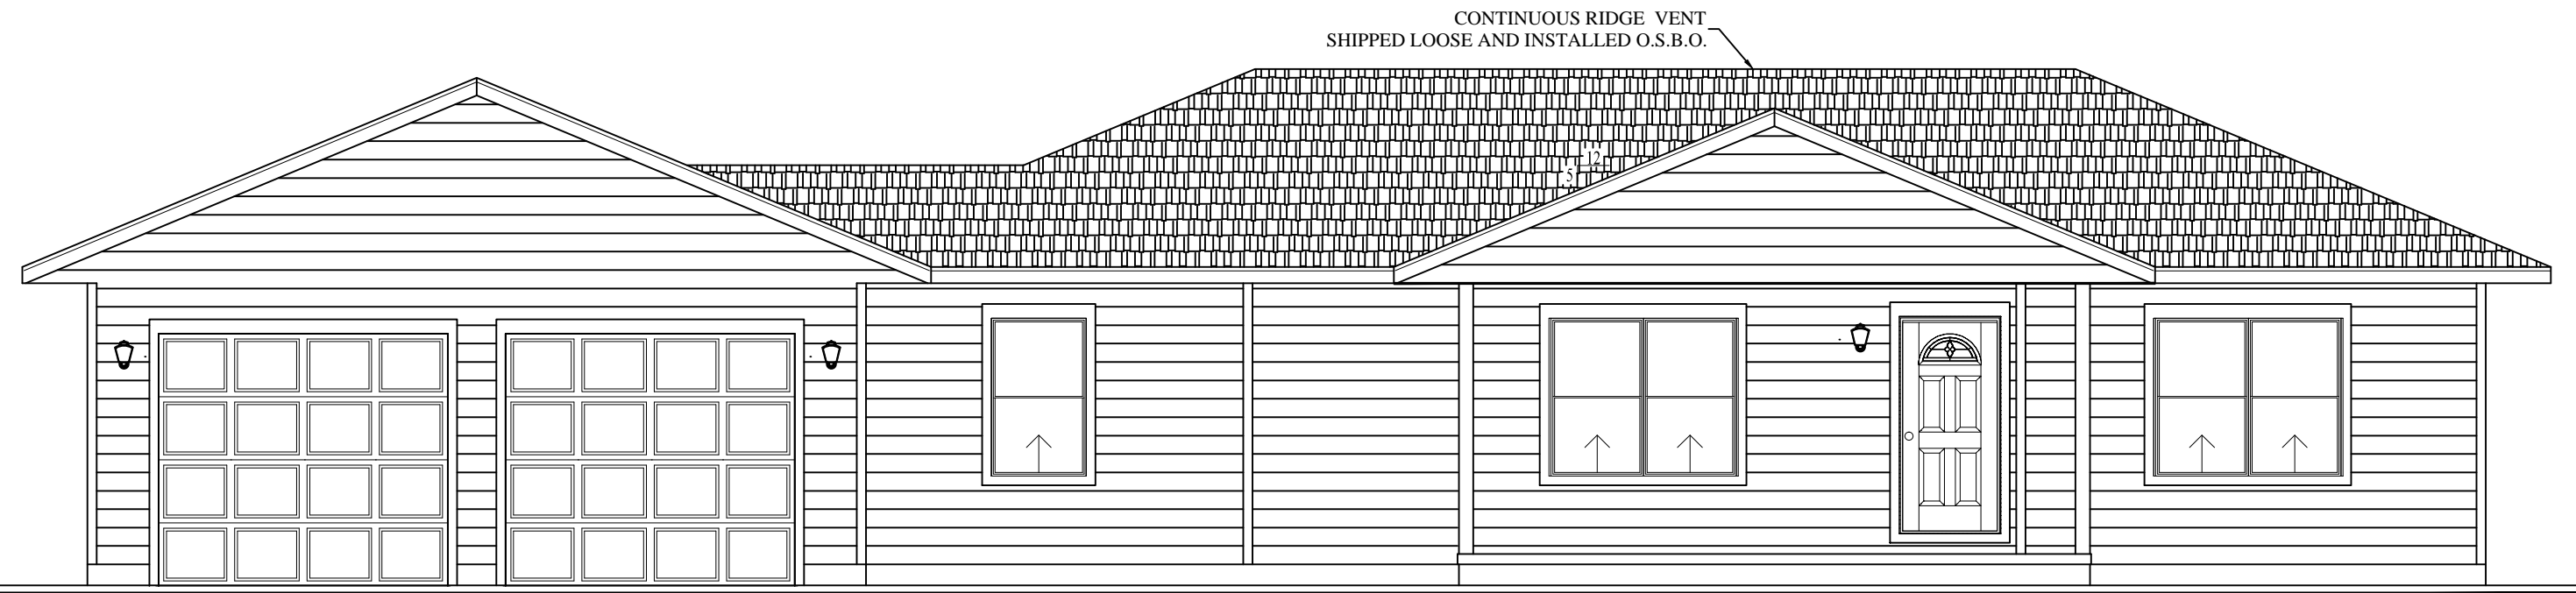 CONTINUOUS RIDGE  VENT
SHIPPED LOOSE AND INSTALLED O.S.B.O.
12
5